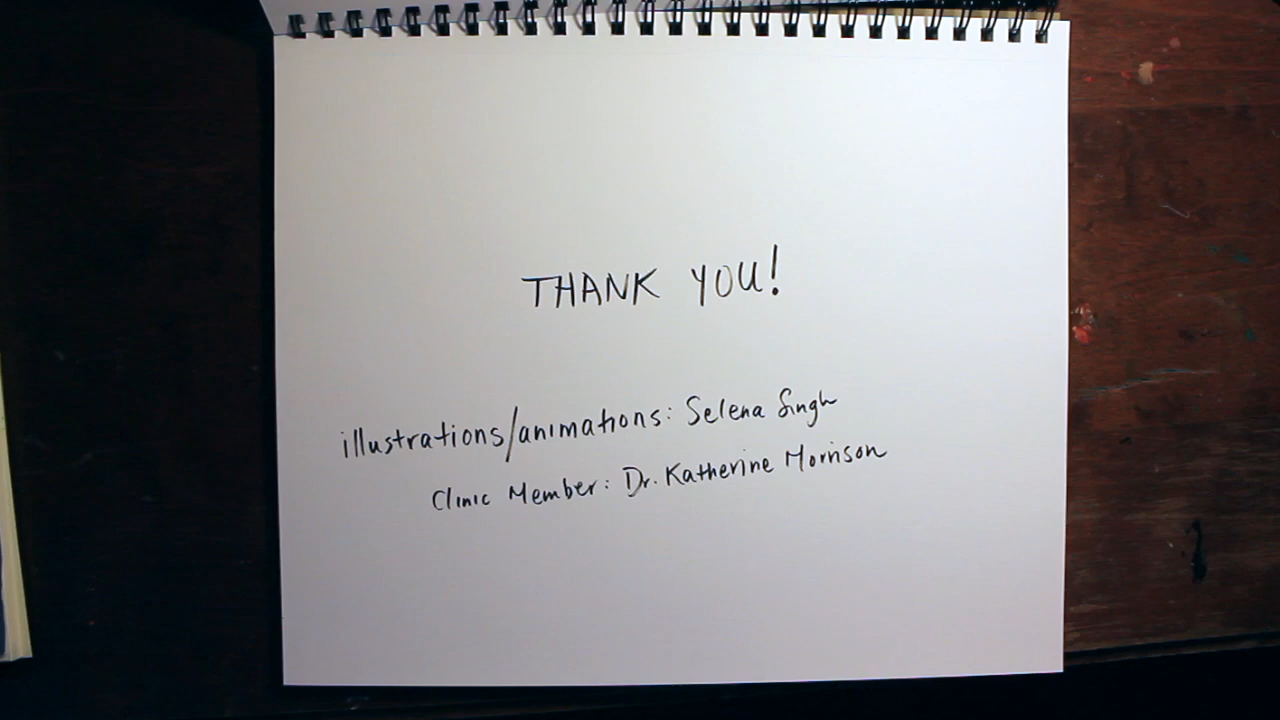 THANK YOU!
illustrations/animations: Selena Singh
Clinic Member: Dr. Katherine Morrison